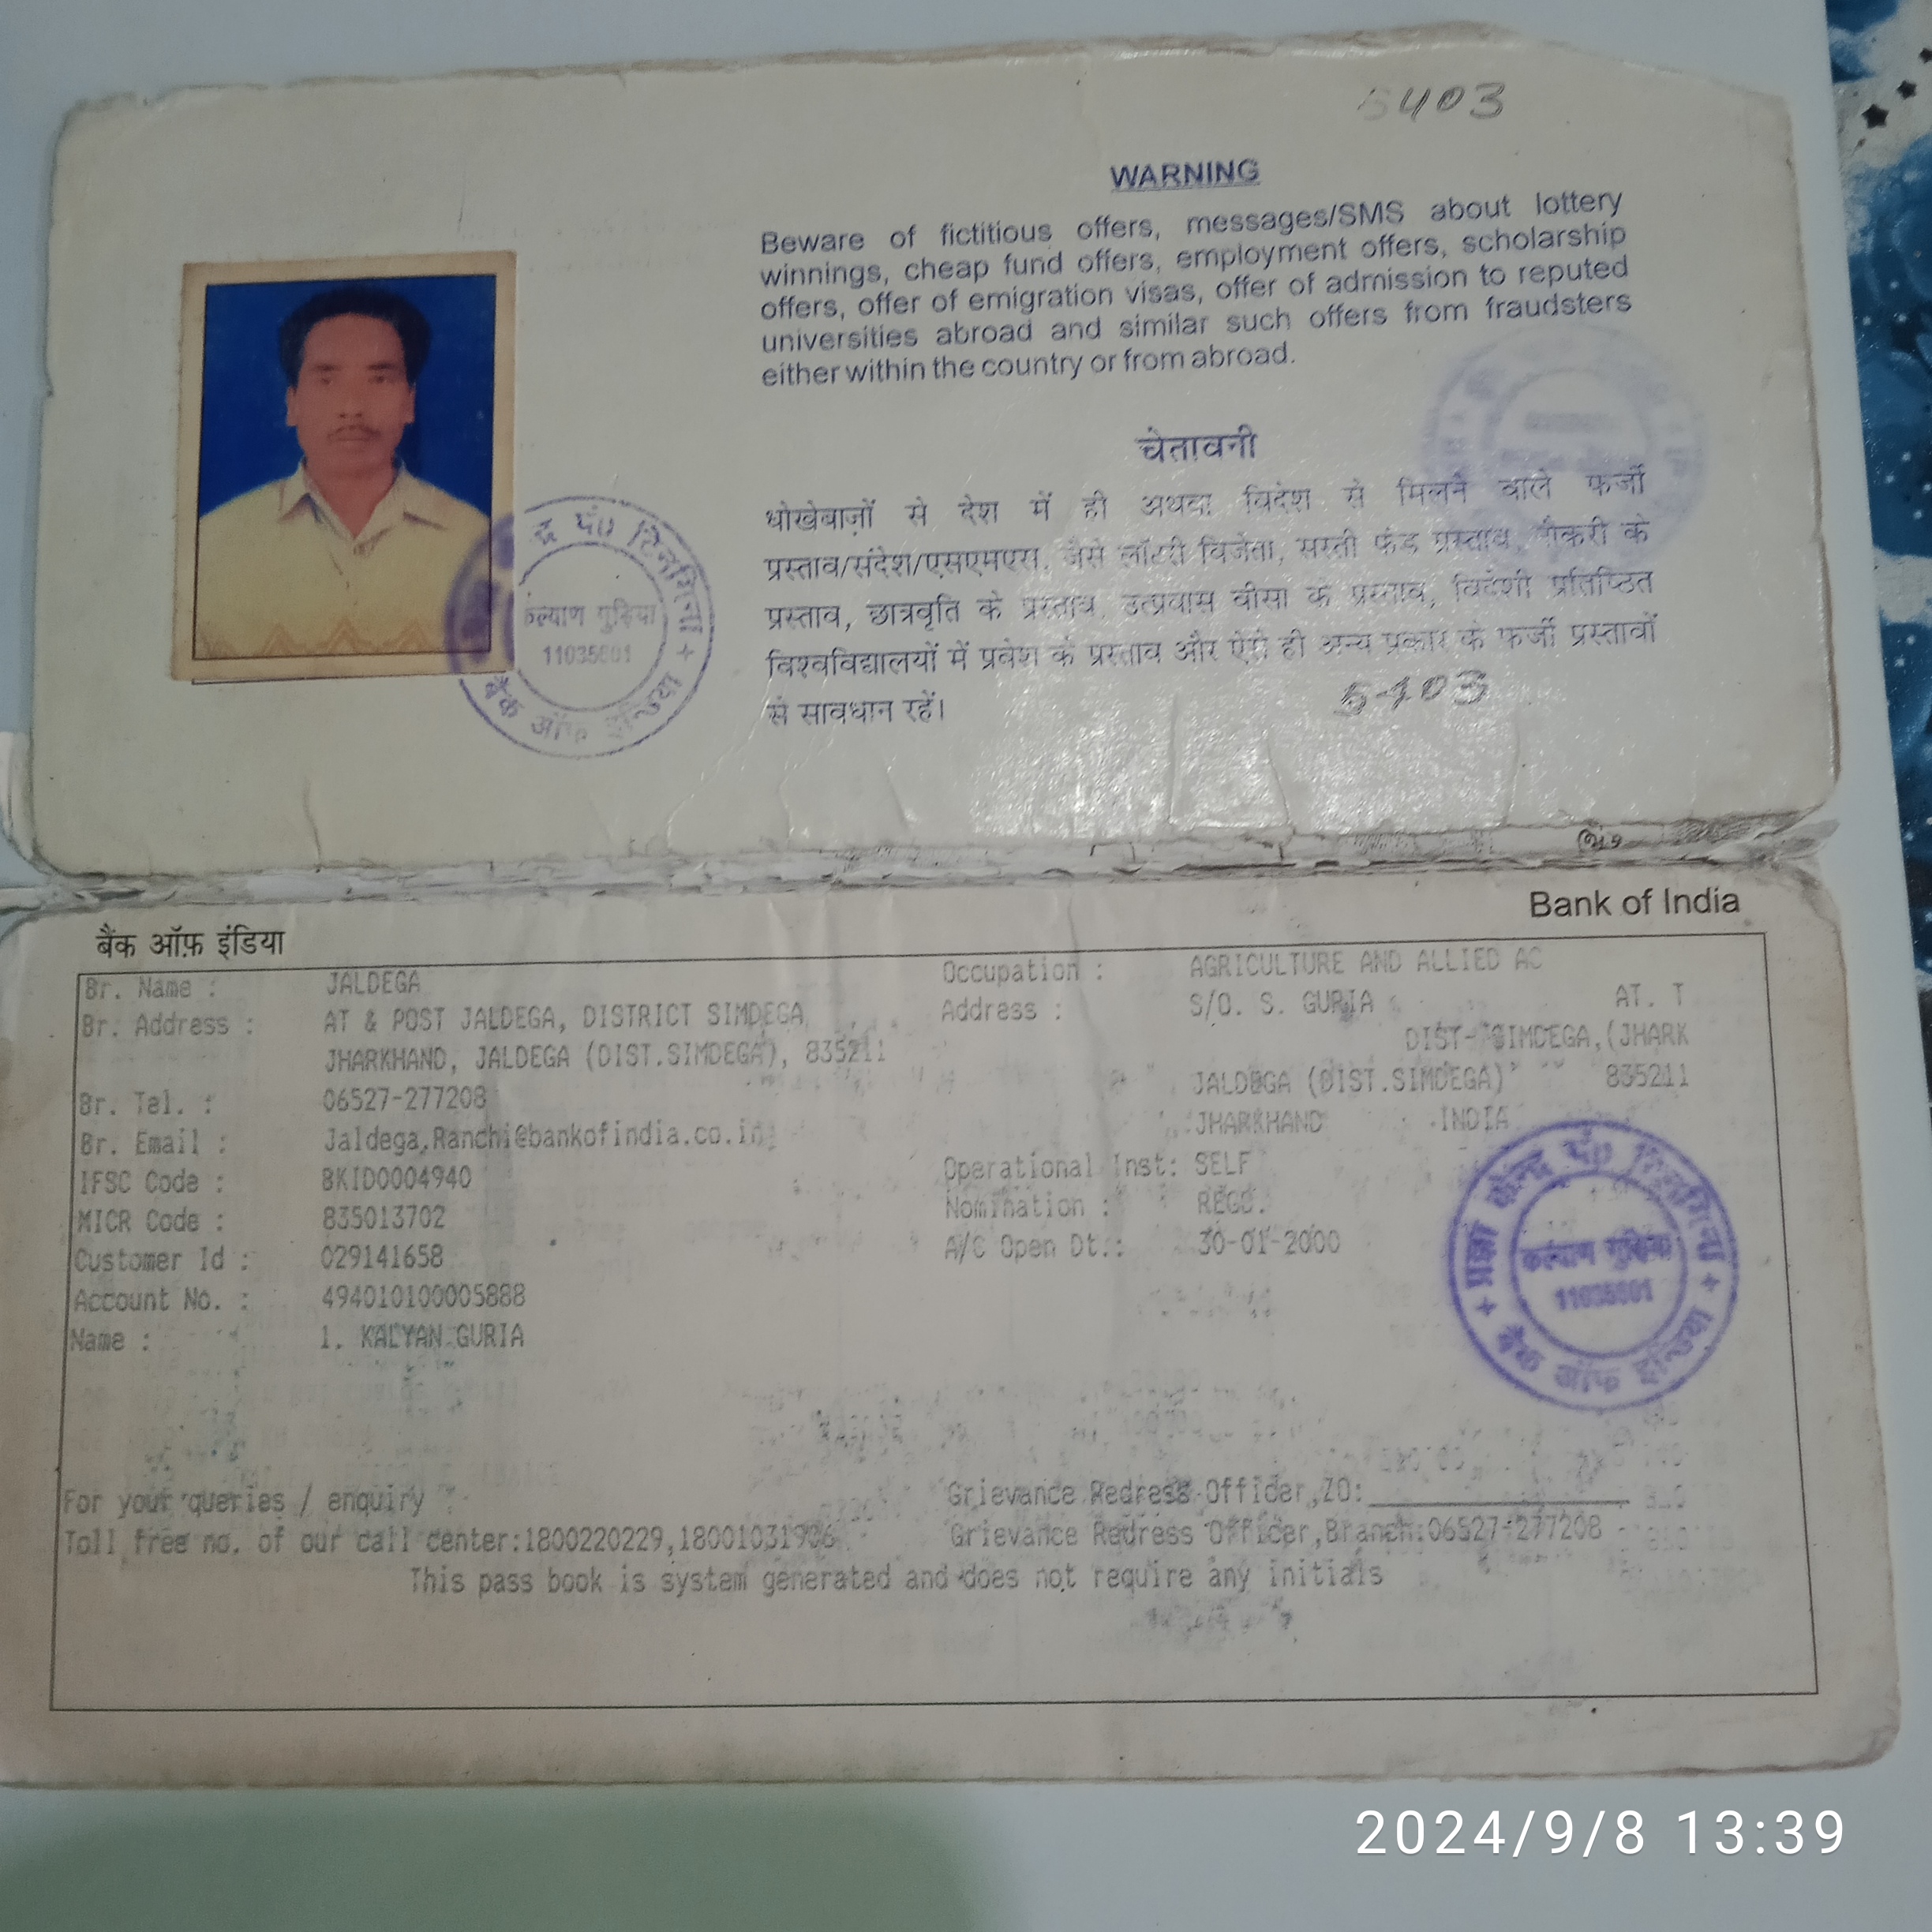 5403
WARNING
Beware of fictitious offers, messages/SMS about lottery
winnings, cheap fund offers, employment offers, scholarship
offers, offer of emigration visas, offer of admission to reputed
universities abroad and similar such offers from fraudsters
either within the country or from abroad.
चेतावनी
धोखेबाज़ों से देश में ही अथवा विदेश से मिलने वाले फर्जी
प्रस्ताव/संदेश/एसएमएस, जैसे लॉटरी विजेता, सस्ती फंड प्रस्ताव, नौकरी के
प्रस्ताव, छात्रवृति के प्रस्ताव, उत्प्रवास वीसा के प्रस्ताव, विदेशी प्रतिष्ठित
विश्वविद्यालयों में प्रवेश के प्रस्ताव और ऐसे ही अन्य प्रकार के फर्जी प्रस्तावों
से सावधान रहें।
5403
कल्याण गुड़िया
11035601
बैंक ऑफ इन्डिया
बैंक ऑफ़ इंडिया
Bank of India
Br. Name : JALDEGA
Br. Address : AT & POST JALDEGA, DISTRICT SIMDEGA
JHARKHAND, JALDEGA (DIST.SIMDEGA), 835211
Br. Tel. : 06527-277208
Br. Email : Jaldega.Ranchi@bankofindia.co.in
IFSC Code : BKID0004940
MICR Code : 835013702
Customer Id : 029141658
Account No. : 494010100005888
Name : 1. KALYAN GURIA
Occupation : AGRICULTURE AND ALLIED AC
Address : S/O. S. GURIA AT. T
DIST- SIMDEGA,(JHARK
JALDEGA (DIST.SIMDEGA) 835211
JHARKHAND INDIA
Operational Inst: SELF
Nomination : REGD.
A/C Open Dt.: 30-01-2000
प्रज्ञा केन्द्र पं०
कल्याण गुड़िया
11035601
बैंक ऑफ इन्डिया
For your queries / enquiry
Toll free no. of our call center:1800220229,18001031906
Grievance Redress Officer,ZO:
Grievance Redress Officer,Branch:06527-277208
This pass book is system generated and does not require any initials
2024/9/8 13:39